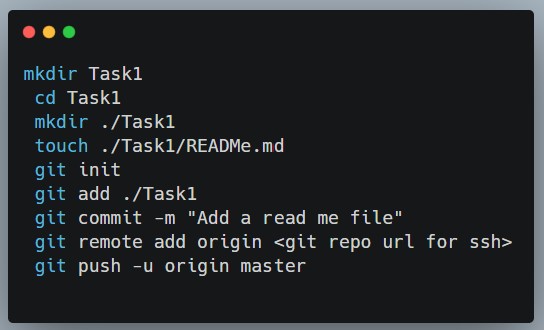 mkdir Task1
cd Task1
mkdir ./Task1
touch ./Task1/READMe.md
git init
git add ./Task1
git commit -m "Add a read me file"
git remote add origin <git repo url for ssh>
git push -u origin master